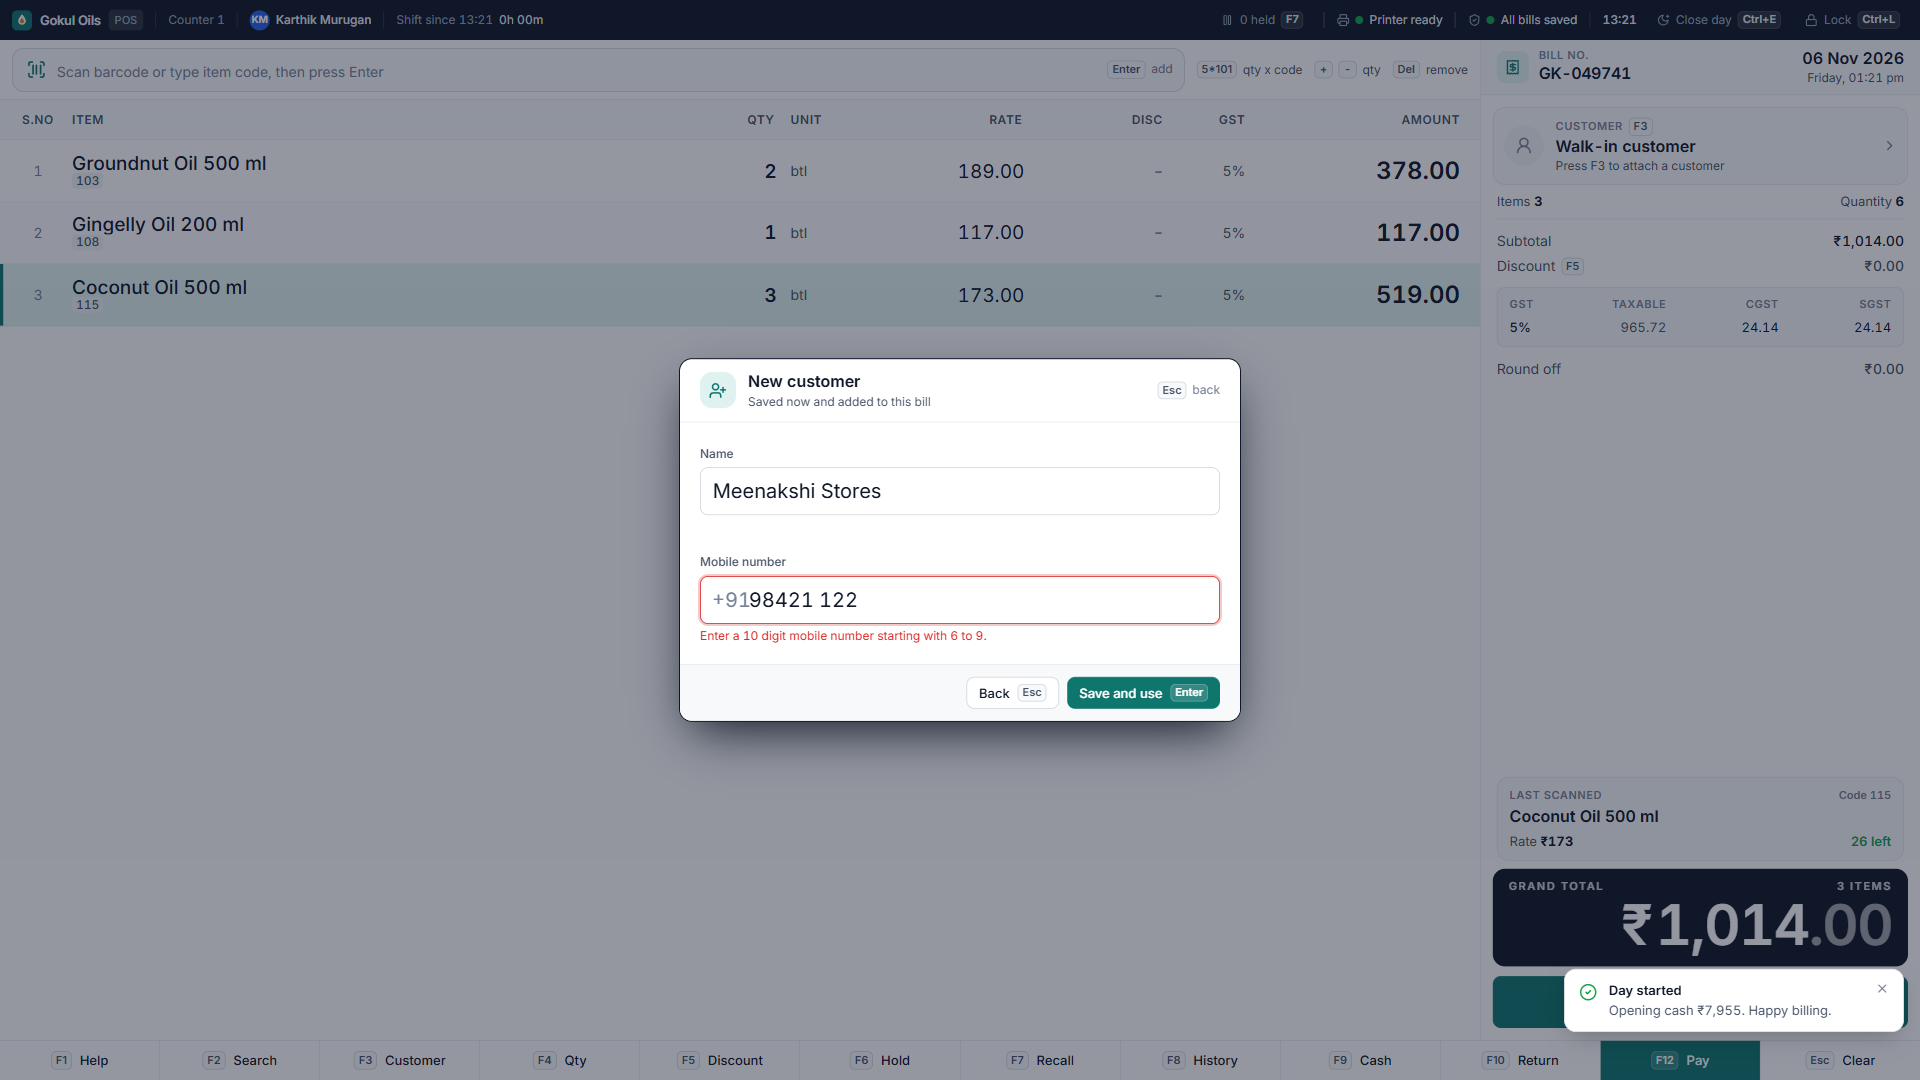 Gokul Oils POS Counter 1 KM Karthik Murugan Shift since 13:21 0h 00m 0 held F7 Printer ready All bills saved 13:21 Close day Ctrl+E Lock Ctrl+L
Scan barcode or type item code, then press Enter Enter add 5*101 qty x code + - qty Del remove
S.NO ITEM QTY UNIT RATE DISC GST AMOUNT
1 Groundnut Oil 500 ml 2 btl 189.00 – 5% 378.00
103
2 Gingelly Oil 200 ml 1 btl 117.00 – 5% 117.00
108
3 Coconut Oil 500 ml 3 btl 173.00 – 5% 519.00
115
BILL NO.
GK-049741
06 Nov 2026
Friday, 01:21 pm
CUSTOMER F3
Walk-in customer
Press F3 to attach a customer
Items 3 Quantity 6
Subtotal ₹1,014.00
Discount F5 ₹0.00
GST TAXABLE CGST SGST
5% 965.72 24.14 24.14
Round off ₹0.00
New customer
Saved now and added to this bill
Esc back
Name
Meenakshi Stores
Mobile number
+9198421 122
Enter a 10 digit mobile number starting with 6 to 9.
Back Esc Save and use Enter
LAST SCANNED Code 115
Coconut Oil 500 ml
Rate ₹173 26 left
GRAND TOTAL 3 ITEMS
₹1,014.00
Day started
Opening cash ₹7,955. Happy billing.
F1 Help F2 Search F3 Customer F4 Qty F5 Discount F6 Hold F7 Recall F8 History F9 Cash F10 Return F12 Pay Esc Clear